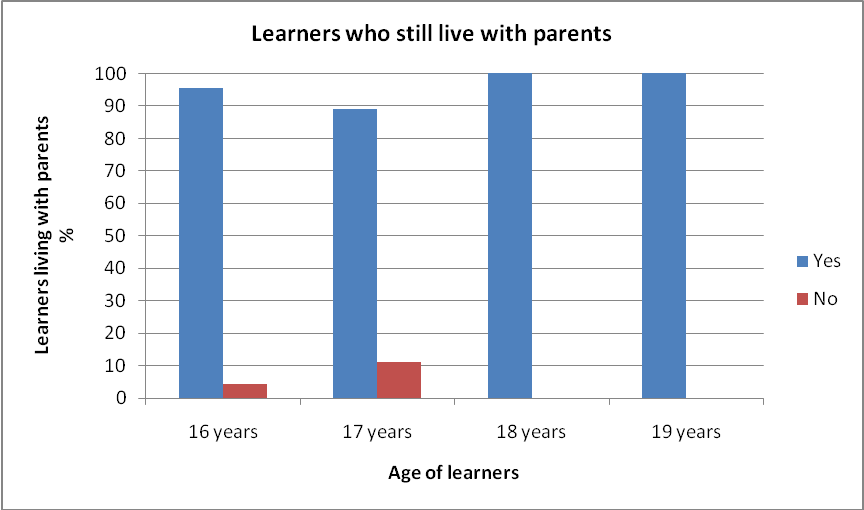 Learners who still live with parents
Learners living with parents
%
100
90
80
70
60
50
40
30
20
10
0
16 years
17 years
18 years
19 years
Age of learners
Yes
No